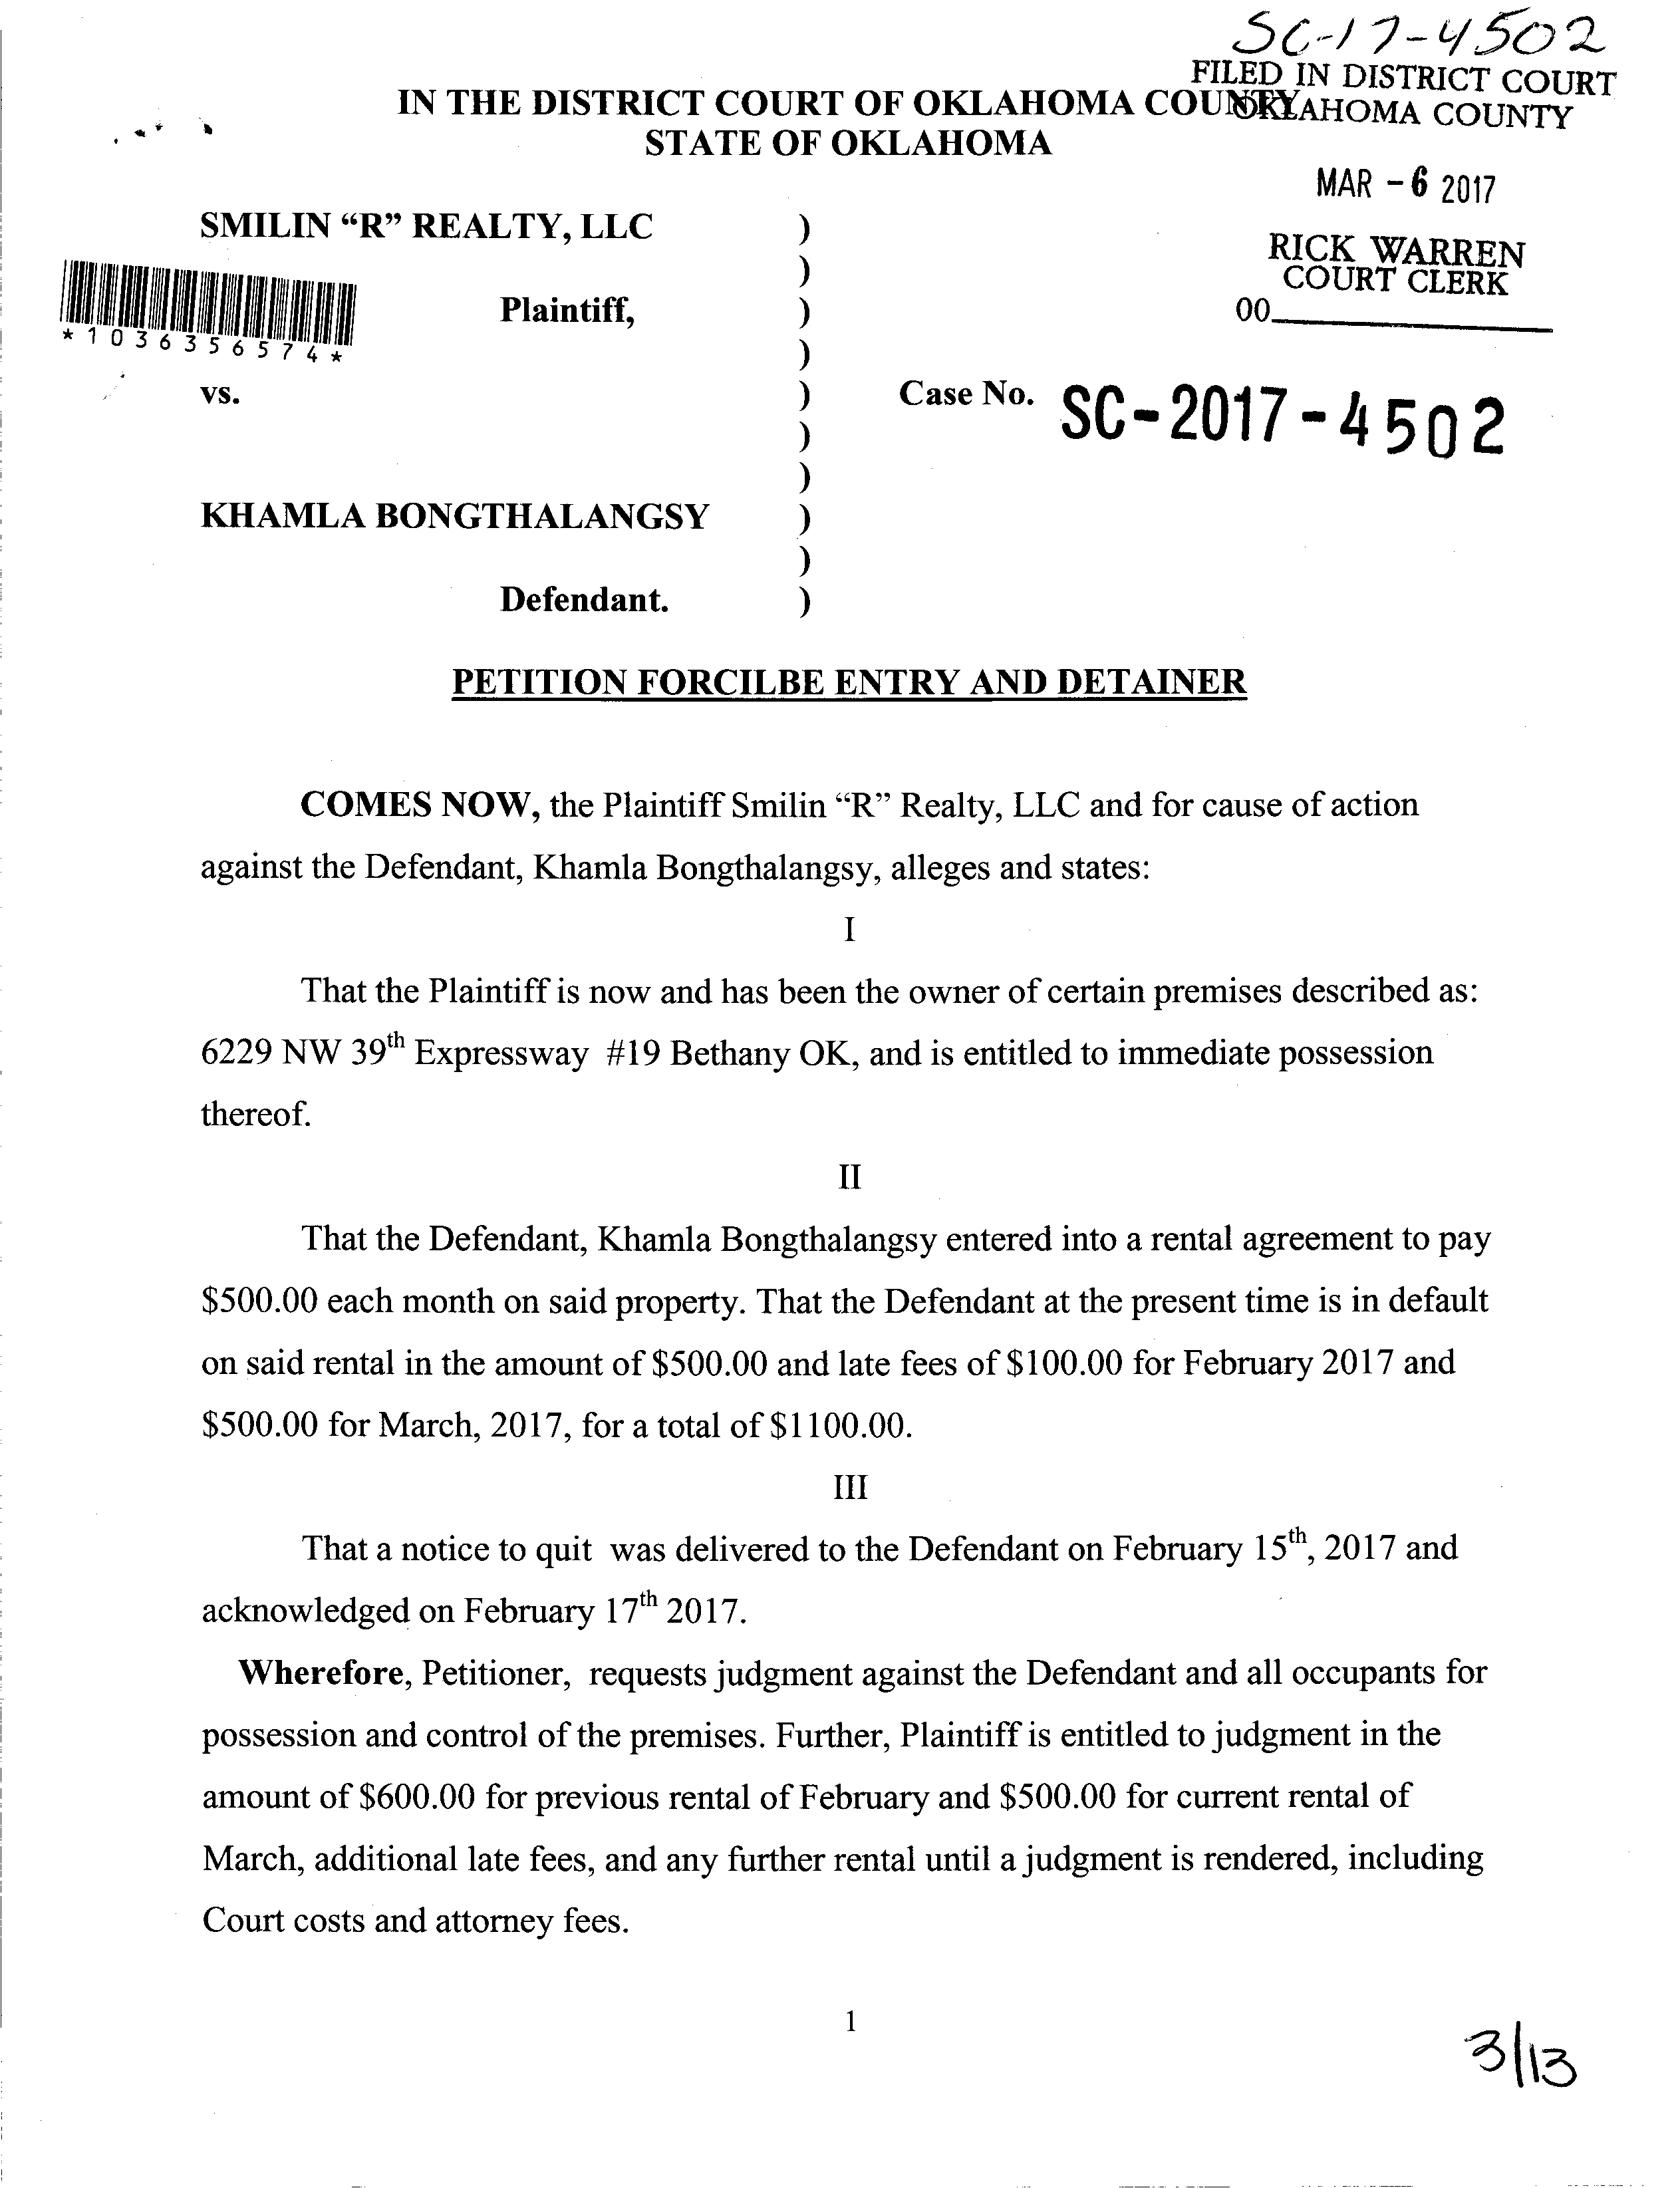 SC-17-4502
FILED IN DISTRICT COURT
OKLAHOMA COUNTY
IN THE DISTRICT COURT OF OKLAHOMA COUNTY
STATE OF OKLAHOMA
MAR - 6 2017
SMILIN “R” REALTY, LLC )
RICK WARREN
COURT CLERK
)
Plaintiff, )
00
*1036356574*
)
vs. ) Case No. SC-2017-4502
)
)
KHAMLA BONGTHALANGSY )
)
Defendant. )
PETITION FORCILBE ENTRY AND DETAINER
COMES NOW, the Plaintiff Smilin “R” Realty, LLC and for cause of action
against the Defendant, Khamla Bongthalangsy, alleges and states:
I
That the Plaintiff is now and has been the owner of certain premises described as:
6229 NW 39th Expressway #19 Bethany OK, and is entitled to immediate possession
thereof.
II
That the Defendant, Khamla Bongthalangsy entered into a rental agreement to pay
$500.00 each month on said property. That the Defendant at the present time is in default
on said rental in the amount of $500.00 and late fees of $100.00 for February 2017 and
$500.00 for March, 2017, for a total of $1100.00.
III
That a notice to quit was delivered to the Defendant on February 15th, 2017 and
acknowledged on February 17th 2017.
Wherefore, Petitioner, requests judgment against the Defendant and all occupants for
possession and control of the premises. Further, Plaintiff is entitled to judgment in the
amount of $600.00 for previous rental of February and $500.00 for current rental of
March, additional late fees, and any further rental until a judgment is rendered, including
Court costs and attorney fees.
1
3/13